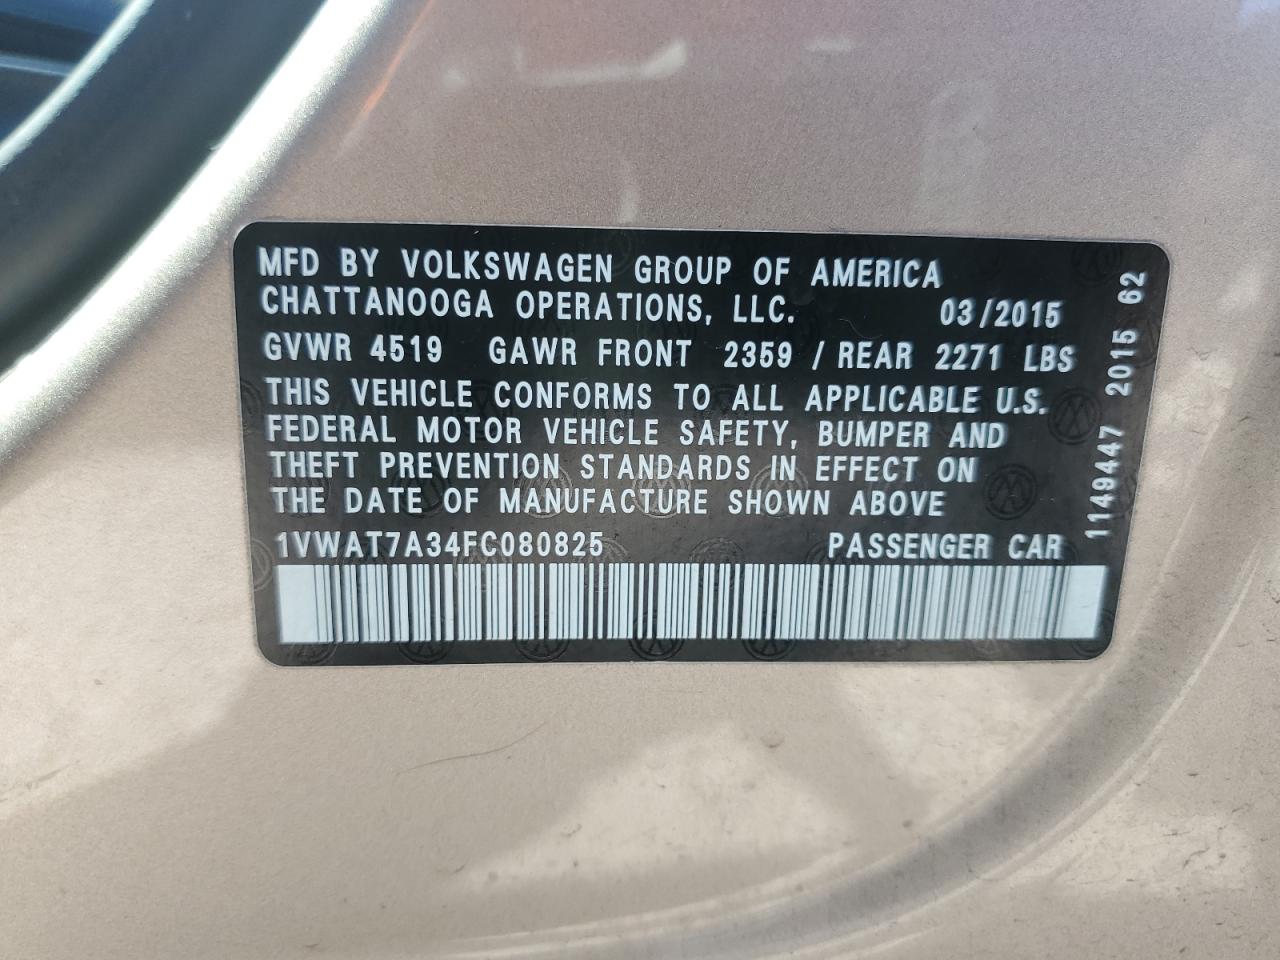 MFD BY VOLKSWAGEN GROUP OF AMERICA
CHATTANOOGA OPERATIONS, LLC. 03/2015
GVWR 4519 GAWR FRONT 2359 / REAR 2271 LBS
THIS VEHICLE CONFORMS TO ALL APPLICABLE U.S.
FEDERAL MOTOR VEHICLE SAFETY, BUMPER AND
THEFT PREVENTION STANDARDS IN EFFECT ON
THE DATE OF MANUFACTURE SHOWN ABOVE
1VWAT7A34FC080825 PASSENGER CAR
1149447 2015 62